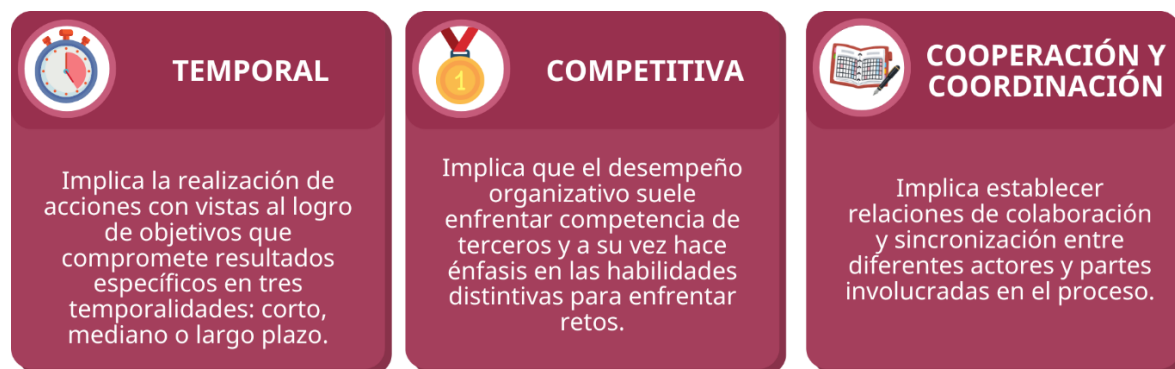 TEMPORAL
Implica la realización de
acciones con vistas al logro
de objetivos que
compromete resultados
específicos en tres
temporalidades: corto,
mediano o largo plazo.
1
COMPETITIVA
Implica que el desempeño
organizativo suele
enfrentar competencia de
terceros y a su vez hace
énfasis en las habilidades
distintivas para enfrentar
retos.
COOPERACIÓN Y
COORDINACIÓN
Implica establecer
relaciones de colaboración
y sincronización entre
diferentes actores y partes
involucradas en el proceso.